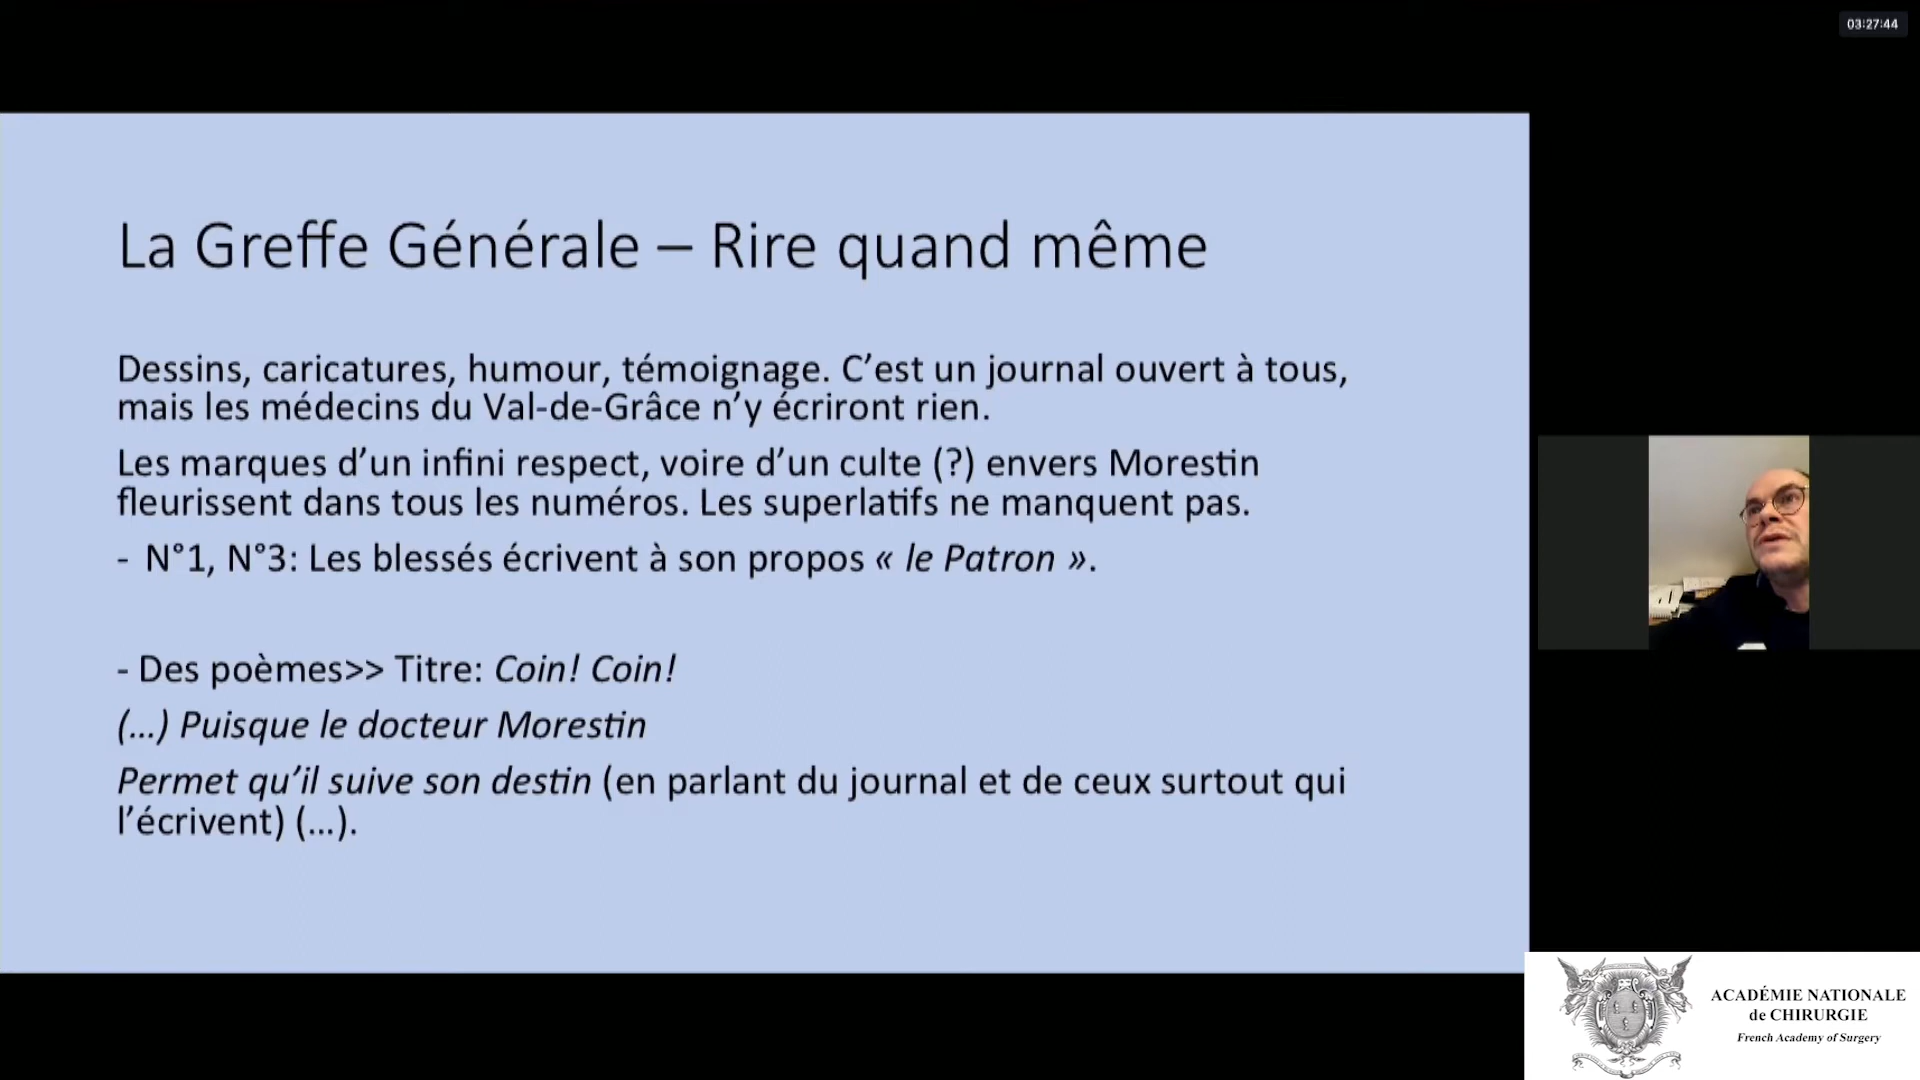 03:27:44
La Greffe Générale – Rire quand même
Dessins, caricatures, humour, témoignage. C’est un journal ouvert à tous,
mais les médecins du Val-de-Grâce n’y écriront rien.
Les marques d’un infini respect, voire d’un culte (?) envers Morestin
fleurissent dans tous les numéros. Les superlatifs ne manquent pas.
- N°1, N°3: Les blessés écrivent à son propos « le Patron ».
- Des poèmes>> Titre: Coin! Coin!
(…) Puisque le docteur Morestin
Permet qu’il suive son destin (en parlant du journal et de ceux surtout qui
l’écrivent) (…).
ACADÉMIE NATIONALE
de CHIRURGIE
French Academy of Surgery